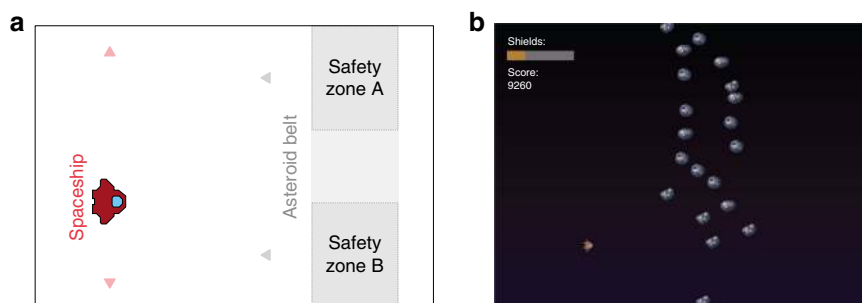 a
Spaceship
Asteroid belt
Safety
zone A
Safety
zone B
b
Shields:
Score:
9260